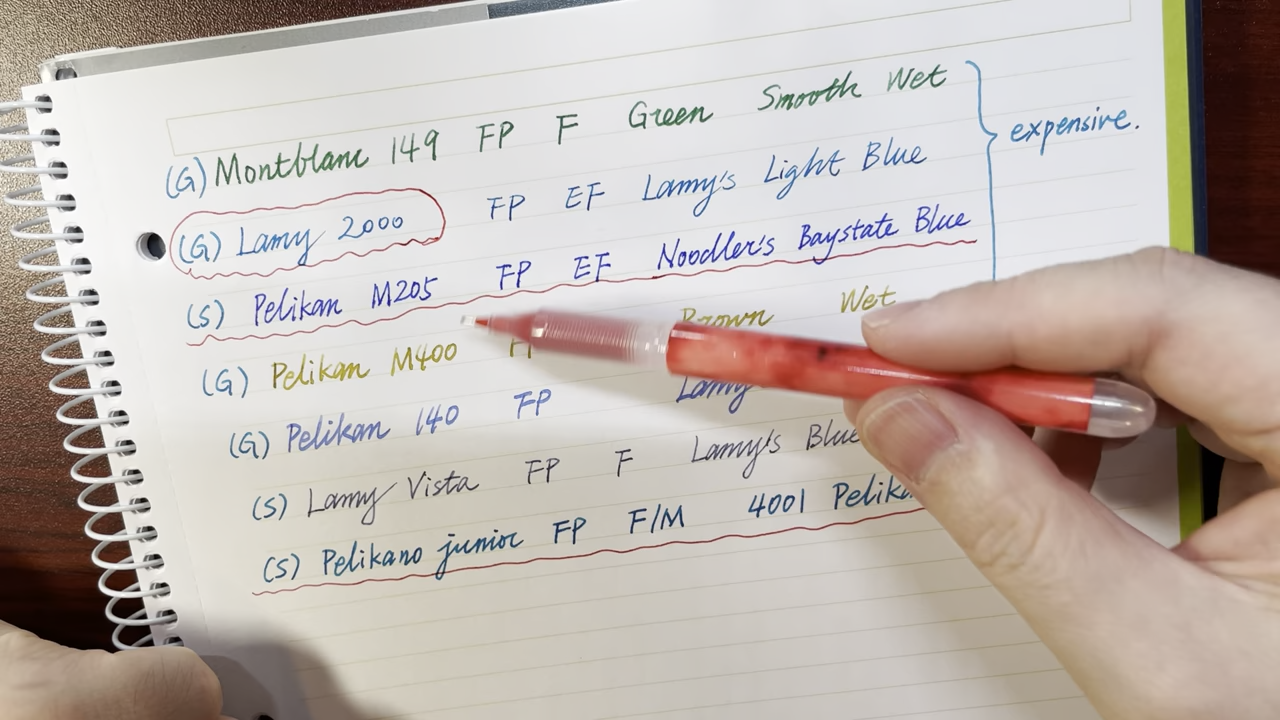 (G) Montblanc 149 FP F Green Smooth Wet
(G) Lamy 2000 FP EF Lamy's Light Blue
(S) Pelikan M205 FP EF Noodler's Baystate Blue
expensive.
(G) Pelikan M400 Brown Wet
(G) Pelikan 140 FP Lamy
(S) Lamy Vista FP F Lamy's Blue
(S) Pelikano junior FP F/M 4001